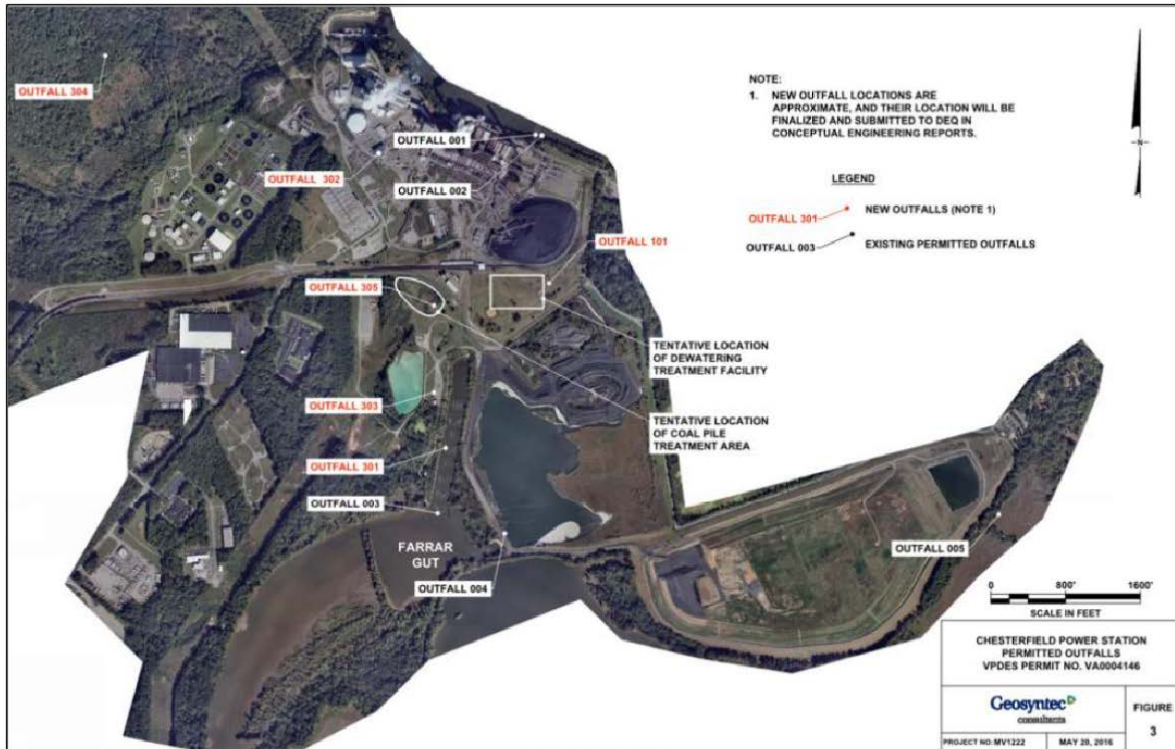 OUTFALL 304
OUTFALL 001
OUTFALL 302
OUTFALL 002
OUTFALL 101
OUTFALL 305
OUTFALL 303
OUTFALL 301
OUTFALL 003
FARRAR
GUT
OUTFALL 004
OUTFALL 005
TENTATIVE LOCATION
OF DEWATERING
TREATMENT FACILITY
TENTATIVE LOCATION
OF COAL PILE
TREATMENT AREA
NOTE:
1. NEW OUTFALL LOCATIONS ARE
APPROXIMATE, AND THEIR LOCATION WILL BE
FINALIZED AND SUBMITTED TO DEQ IN
CONCEPTUAL ENGINEERING REPORTS.
N
LEGEND
OUTFALL 301 NEW OUTFALLS (NOTE 1)
OUTFALL 003 EXISTING PERMITTED OUTFALLS
0 800' 1600'
SCALE IN FEET
CHESTERFIELD POWER STATION
PERMITTED OUTFALLS
VPDES PERMIT NO. VA0004146
Geosyntec
consultants
FIGURE
3
PROJECT NO: MV1222 MAY 20, 2016